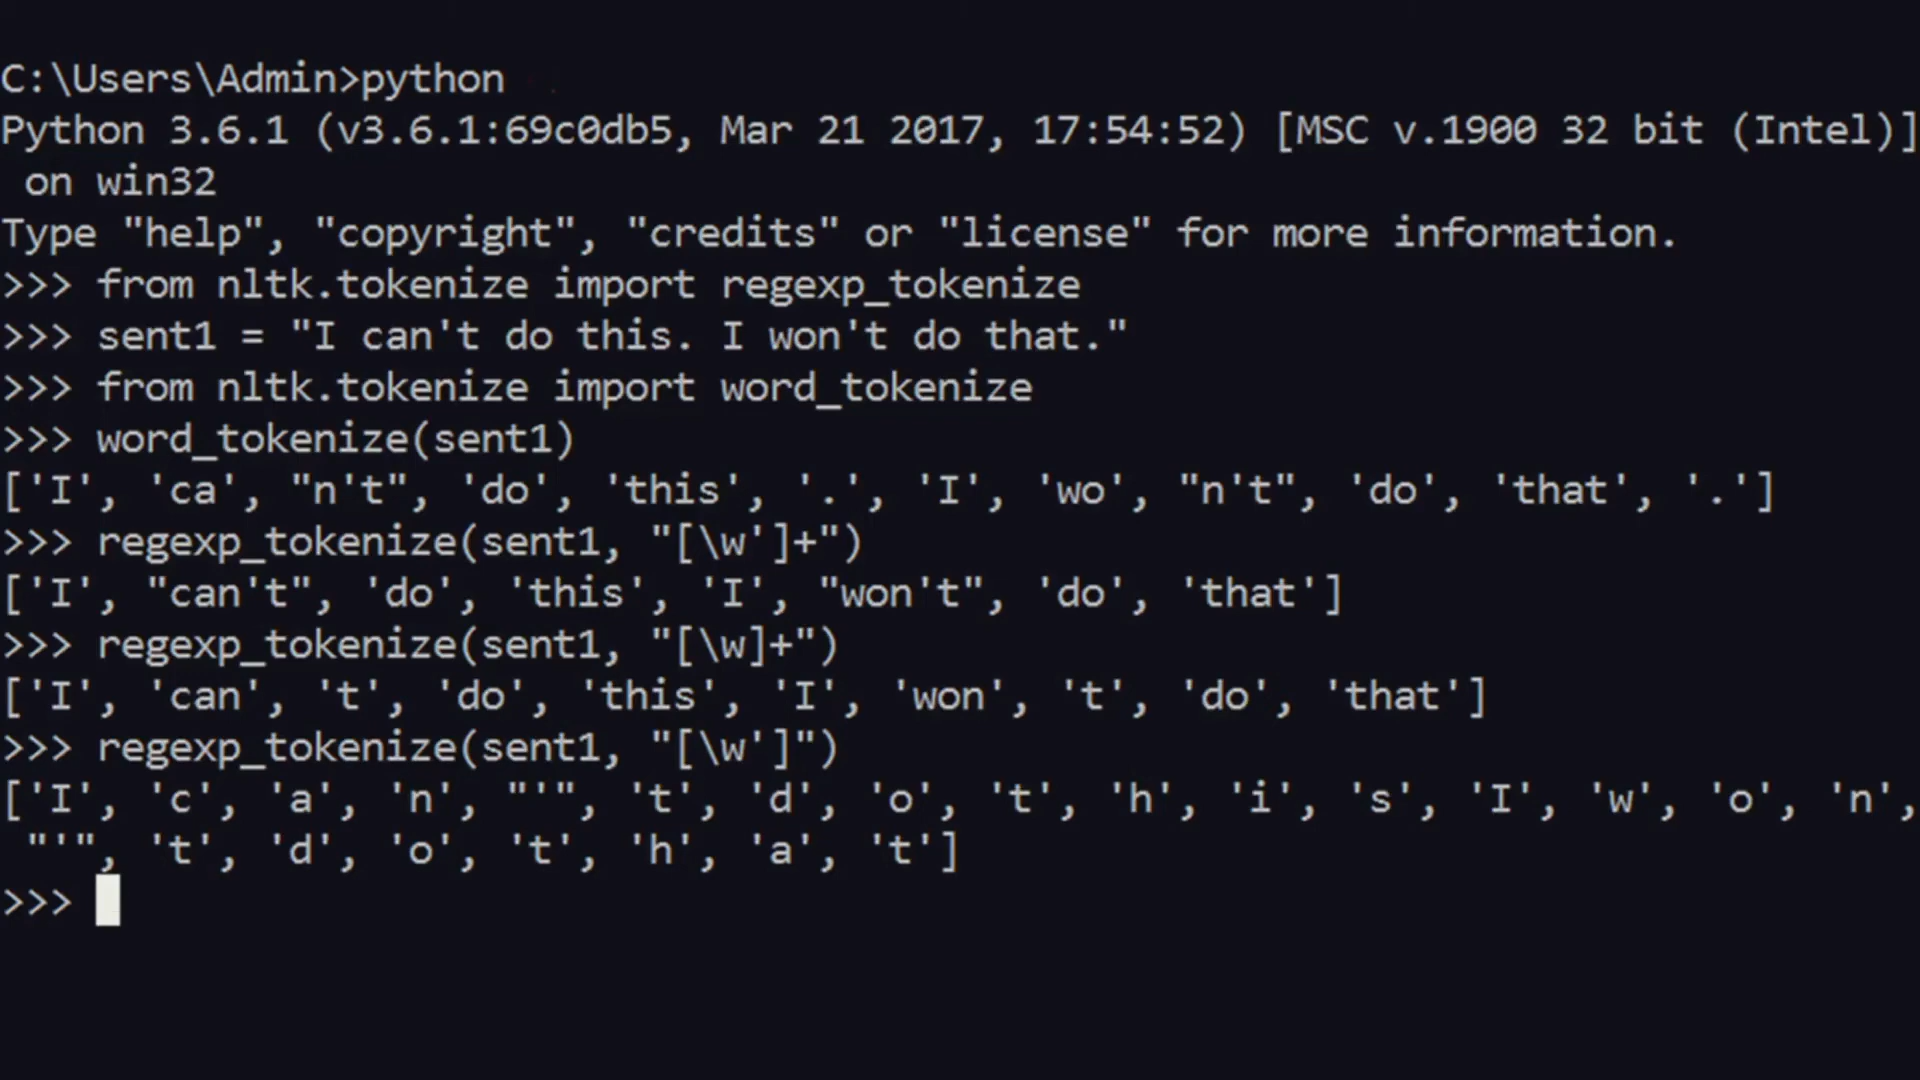 C:\Users\Admin>python
Python 3.6.1 (v3.6.1:69c0db5, Mar 21 2017, 17:54:52) [MSC v.1900 32 bit (Intel)]
 on win32
Type "help", "copyright", "credits" or "license" for more information.
>>> from nltk.tokenize import regexp_tokenize
>>> sent1 = "I can't do this. I won't do that."
>>> from nltk.tokenize import word_tokenize
>>> word_tokenize(sent1)
['I', 'ca', "n't", 'do', 'this', '.', 'I', 'wo', "n't", 'do', 'that', '.']
>>> regexp_tokenize(sent1, "[\w']+")
['I', "can't", 'do', 'this', 'I', "won't", 'do', 'that']
>>> regexp_tokenize(sent1, "[\w]+")
['I', 'can', 't', 'do', 'this', 'I', 'won', 't', 'do', 'that']
>>> regexp_tokenize(sent1, "[\w']")
['I', 'c', 'a', 'n', "'", 't', 'd', 'o', 't', 'h', 'i', 's', 'I', 'w', 'o', 'n',
 "'", 't', 'd', 'o', 't', 'h', 'a', 't']
>>>